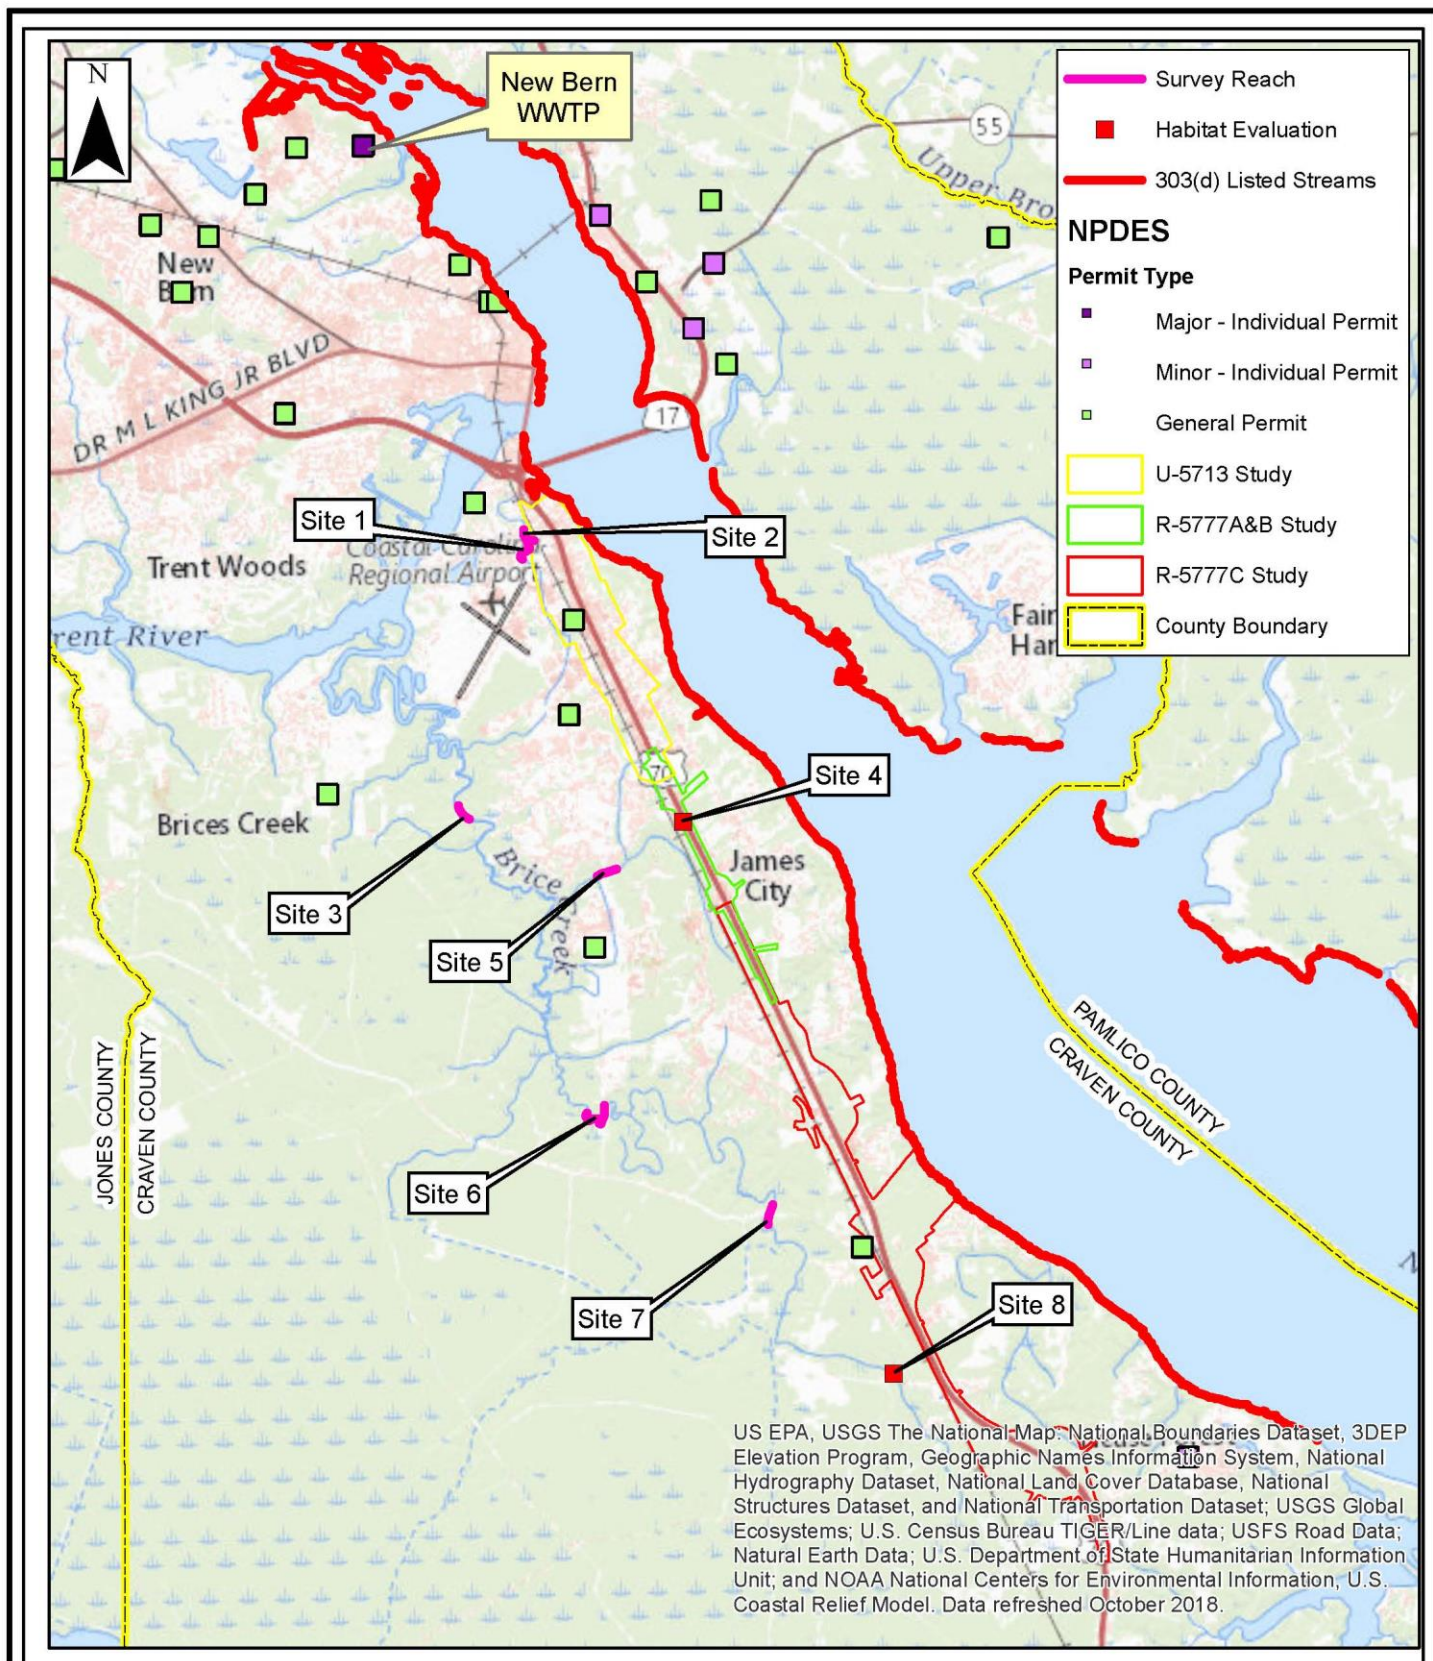 N
New Bern
WWTP
Survey Reach
Habitat Evaluation
303(d) Listed Streams
NPDES
Permit Type
Major - Individual Permit
Minor - Individual Permit
General Permit
U-5713 Study
R-5777A&B Study
R-5777C Study
County Boundary
55
Upper Bro
New
Bern
DR M L KING JR BLVD
17
Site 1
Site 2
Coastal Carolina
Regional Airport
Trent Woods
rent River
Fair
Har
70
Site 4
Brices Creek
Site 3
Brice Creek
James
City
Site 5
JONES COUNTY
CRAVEN COUNTY
PAMLICO COUNTY
CRAVEN COUNTY
Site 6
Site 7
Site 8
N
US EPA, USGS The National Map: National Boundaries Dataset, 3DEP
Elevation Program, Geographic Names Information System, National
Hydrography Dataset, National Land Cover Database, National
Structures Dataset, and National Transportation Dataset; USGS Global
Ecosystems; U.S. Census Bureau TIGER/Line data; USFS Road Data;
Natural Earth Data; U.S. Department of State Humanitarian Information
Unit; and NOAA National Centers for Environmental Information, U.S.
Coastal Relief Model. Data refreshed October 2018.